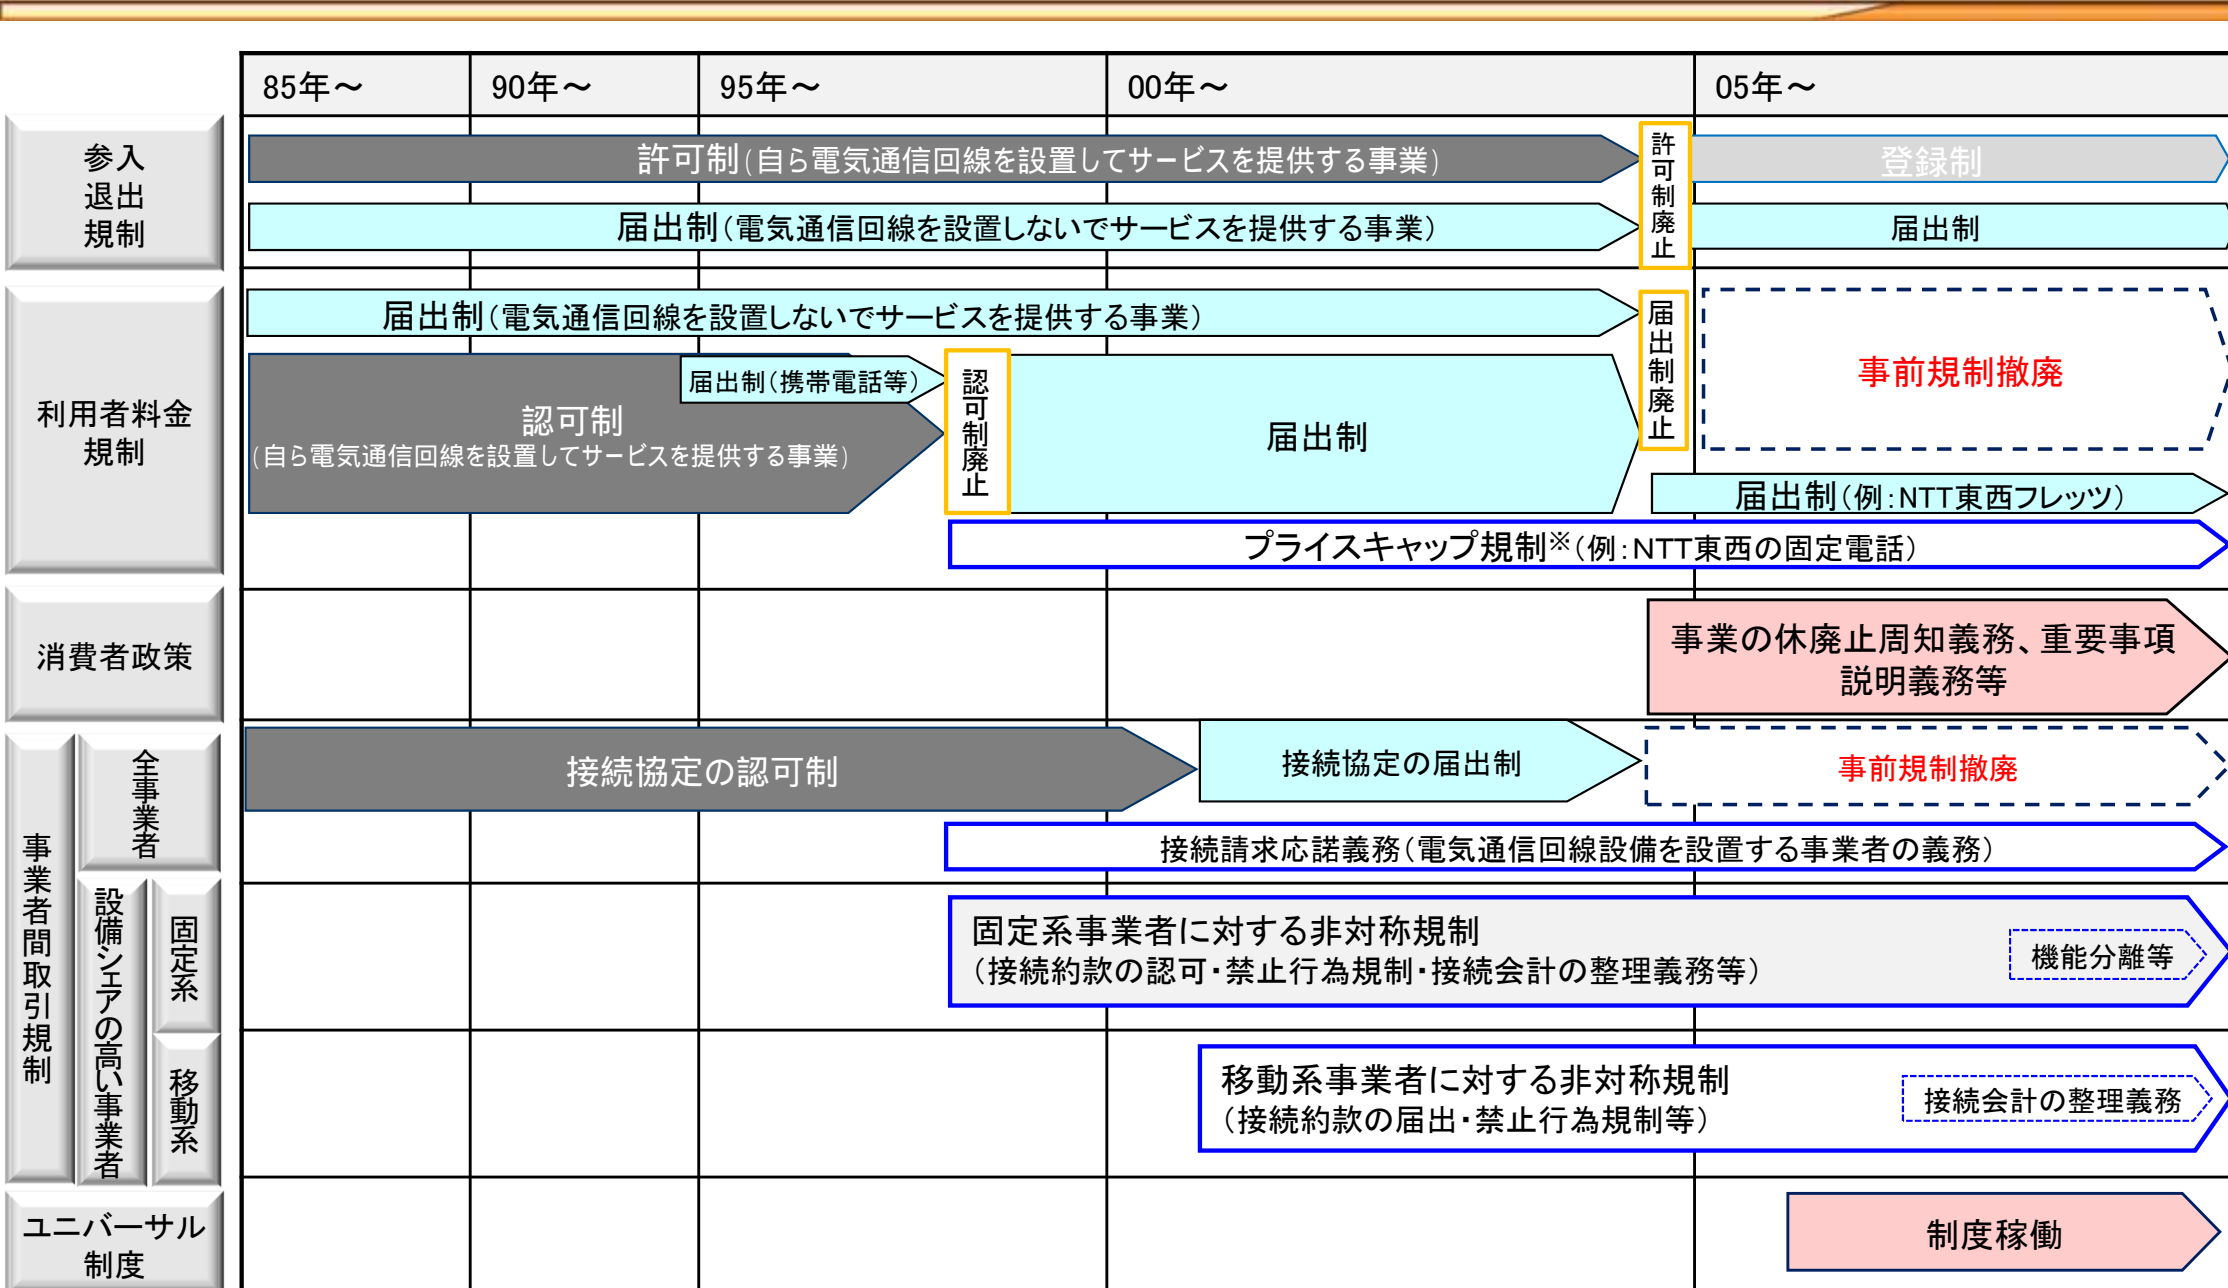 85年～
90年～
95年～
00年～
05年～
参入
退出
規制
許可制(自ら電気通信回線を設置してサービスを提供する事業)
許可制廃止
登録制
届出制(電気通信回線を設置しないでサービスを提供する事業)
届出制
利用者料金
規制
届出制(電気通信回線を設置しないでサービスを提供する事業)
届出制廃止
事前規制撤廃
届出制(携帯電話等)
認可制
(自ら電気通信回線を設置してサービスを提供する事業)
認可制廃止
届出制
届出制(例:NTT東西フレッツ)
プライスキャップ規制※(例:NTT東西の固定電話)
消費者政策
事業の休廃止周知義務、重要事項
説明義務等
事業者間取引規制
全事業者
接続協定の認可制
接続協定の届出制
事前規制撤廃
接続請求応諾義務(電気通信回線設備を設置する事業者の義務)
設備シェアの高い事業者
固定系
固定系事業者に対する非対称規制
(接続約款の認可・禁止行為規制・接続会計の整理義務等)
機能分離等
移動系
移動系事業者に対する非対称規制
(接続約款の届出・禁止行為規制等)
接続会計の整理義務
ユニバーサル
制度
制度稼働